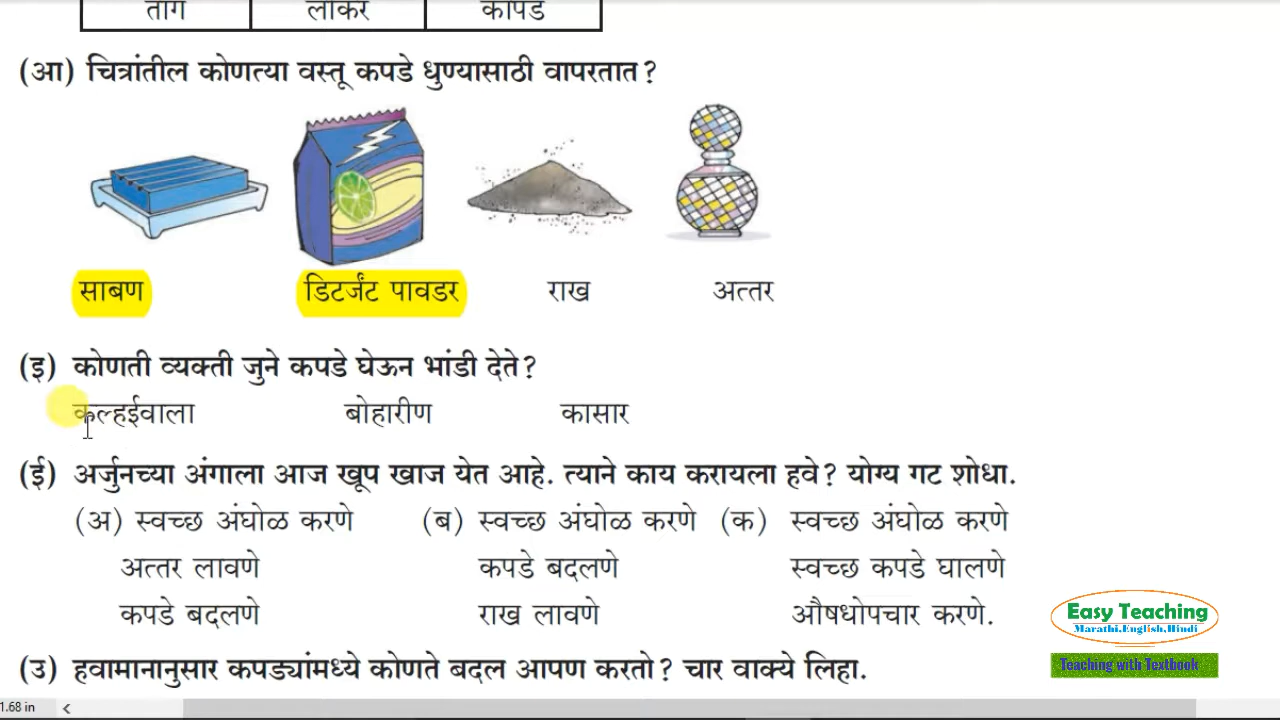 ताग लोकर कापड
(आ) चित्रांतील कोणत्या वस्तू कपडे धुण्यासाठी वापरतात?
साबण डिटर्जंट पावडर राख अत्तर
(इ) कोणती व्यक्ती जुने कपडे घेऊन भांडी देते?
कल्हईवाला बोहारीण कासार
(ई) अर्जुनच्या अंगाला आज खूप खाज येत आहे. त्याने काय करायला हवे? योग्य गट शोधा.
(अ) स्वच्छ अंघोळ करणे (ब) स्वच्छ अंघोळ करणे (क) स्वच्छ अंघोळ करणे
अत्तर लावणे कपडे बदलणे स्वच्छ कपडे घालणे
कपडे बदलणे राख लावणे औषधोपचार करणे.
Easy Teaching
Marathi,English,Hindi
Teaching with Textbook
(उ) हवामानानुसार कपड्यांमध्ये कोणते बदल आपण करतो? चार वाक्ये लिहा.
1.68 in